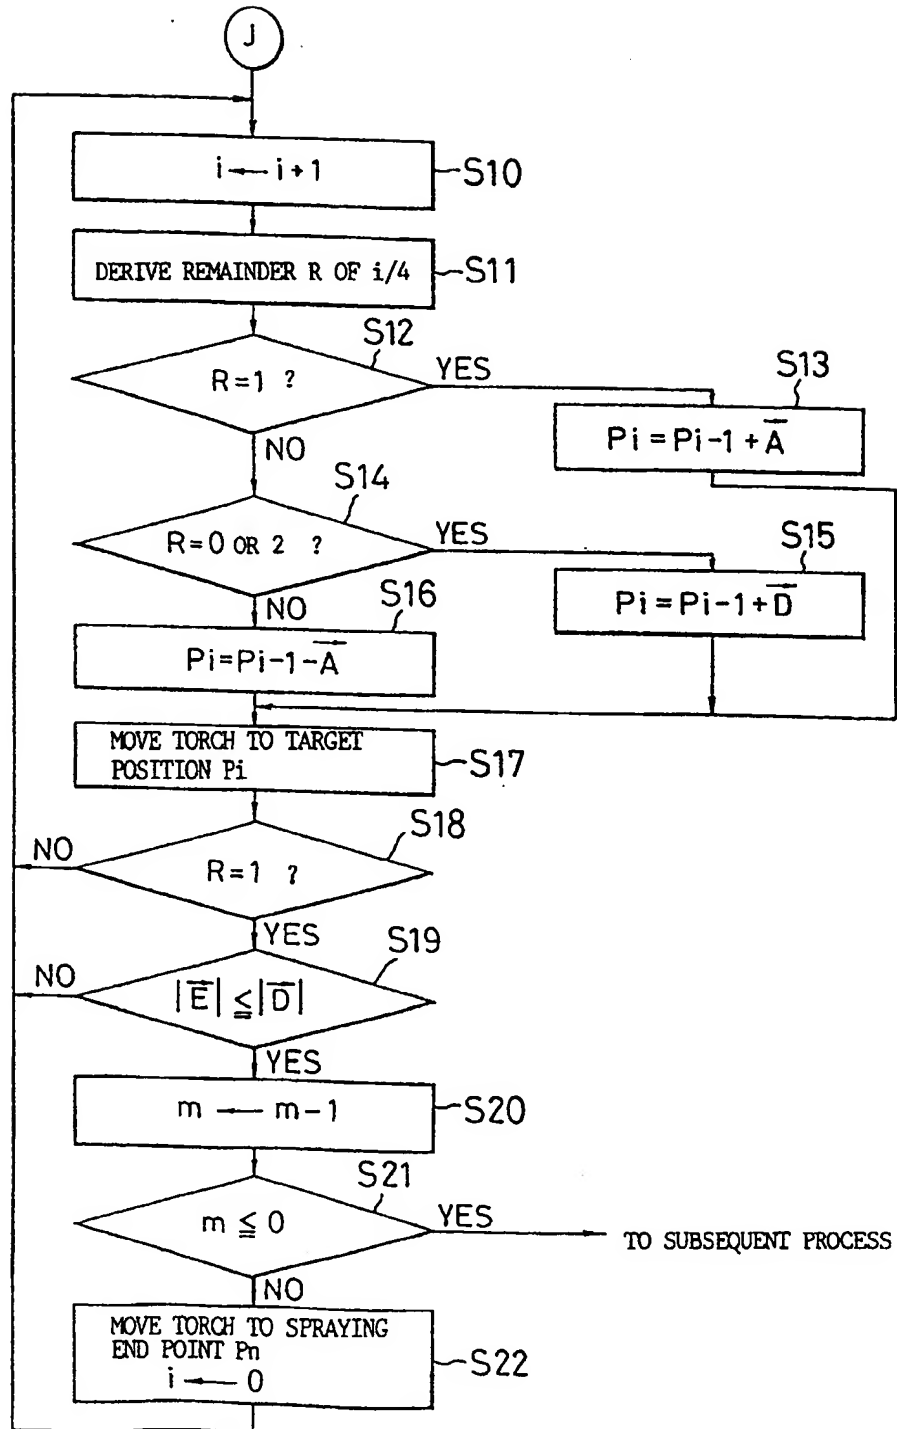 J
i ← i+1
S10
DERIVE REMAINDER R OF i/4
S11
S12
R=1 ?
YES
S13
Pi = Pi-1 + A⃗
NO
S14
R=0 OR 2 ?
YES
S15
Pi = Pi-1 + D⃗
NO
S16
Pi=Pi-1-A⃗
MOVE TORCH TO TARGET
POSITION Pi
S17
S18
NO
R=1 ?
YES
S19
NO
|E⃗| ≦ |D⃗|
YES
m ← m-1
S20
S21
m ≦ 0
YES
TO SUBSEQUENT PROCESS
NO
MOVE TORCH TO SPRAYING
END POINT Pn
i ← 0
S22